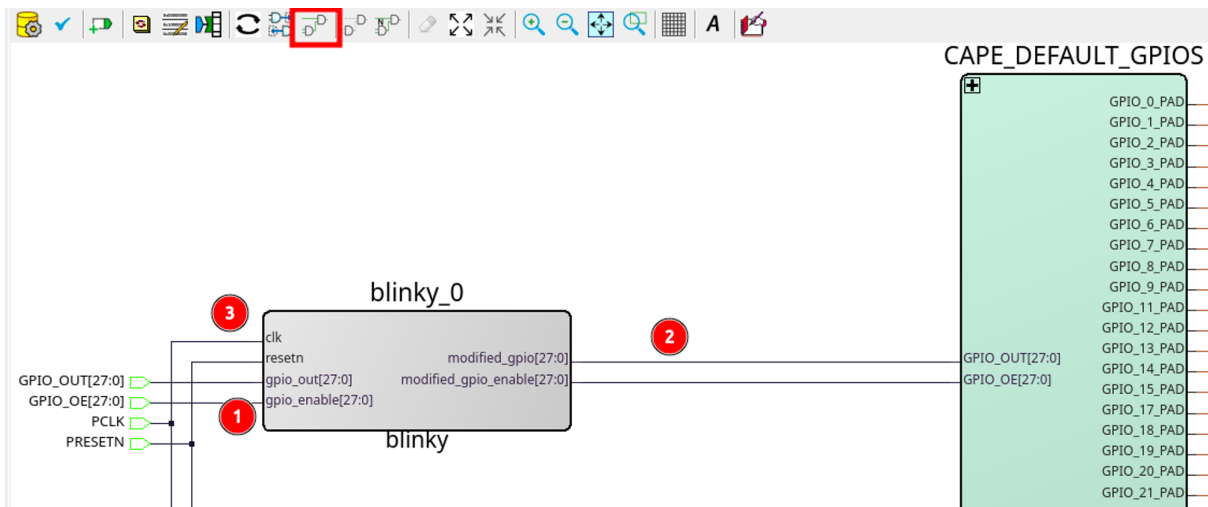 A
CAPE_DEFAULT_GPIOS
GPIO_0_PAD
GPIO_1_PAD
GPIO_2_PAD
GPIO_3_PAD
GPIO_4_PAD
GPIO_5_PAD
GPIO_6_PAD
GPIO_7_PAD
GPIO_8_PAD
GPIO_9_PAD
GPIO_11_PAD
GPIO_12_PAD
GPIO_13_PAD
GPIO_14_PAD
GPIO_15_PAD
GPIO_17_PAD
GPIO_18_PAD
GPIO_19_PAD
GPIO_20_PAD
GPIO_21_PAD
GPIO_OUT[27:0]
GPIO_OE[27:0]
blinky_0
3
2
clk
resetn
gpio_out[27:0]
gpio_enable[27:0]
modified_gpio[27:0]
modified_gpio_enable[27:0]
blinky
1
GPIO_OUT[27:0]
GPIO_OE[27:0]
PCLK
PRESETN